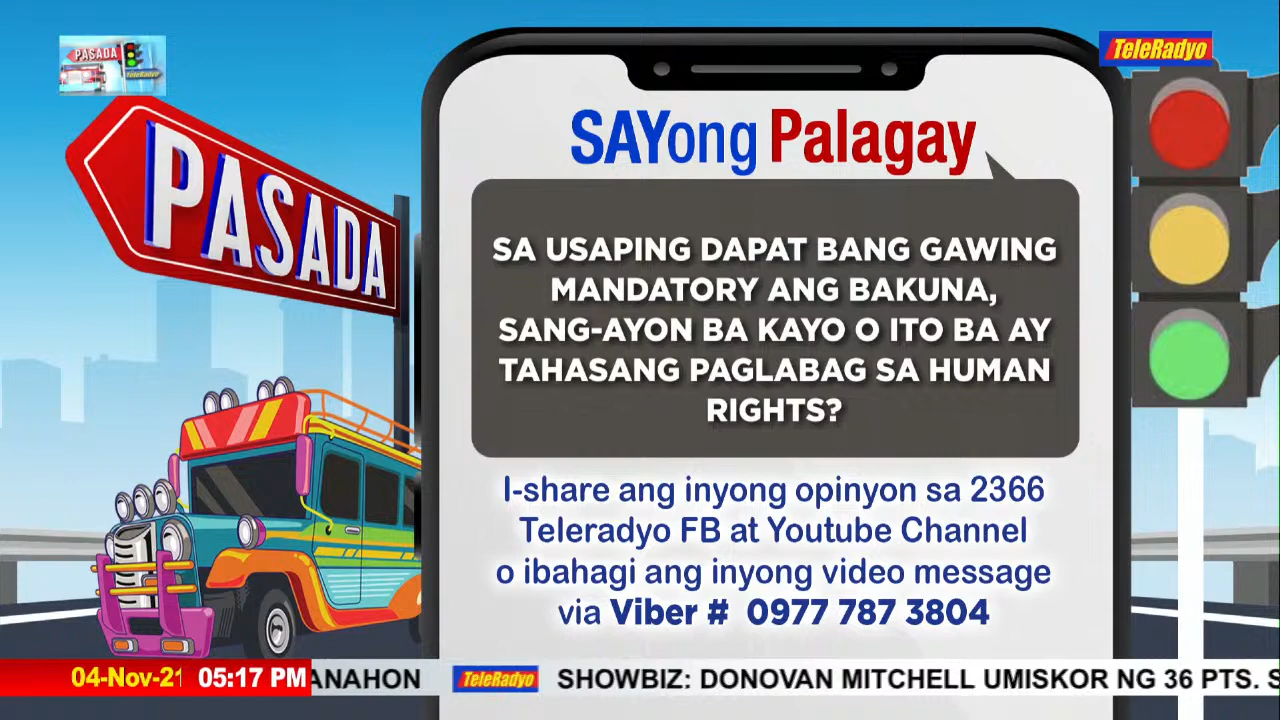 PASADA
TeleRadyo
TeleRadyo
PASADA
SAYong Palagay
SA USAPING DAPAT BANG GAWING
MANDATORY ANG BAKUNA,
SANG-AYON BA KAYO O ITO BA AY
TAHASANG PAGLABAG SA HUMAN
RIGHTS?
I-share ang inyong opinyon sa 2366
Teleradyo FB at Youtube Channel
o ibahagi ang inyong video message
via Viber # 0977 787 3804
04-Nov-21 05:17 PM ANAHON TeleRadyo SHOWBIZ: DONOVAN MITCHELL UMISKOR NG 36 PTS. S